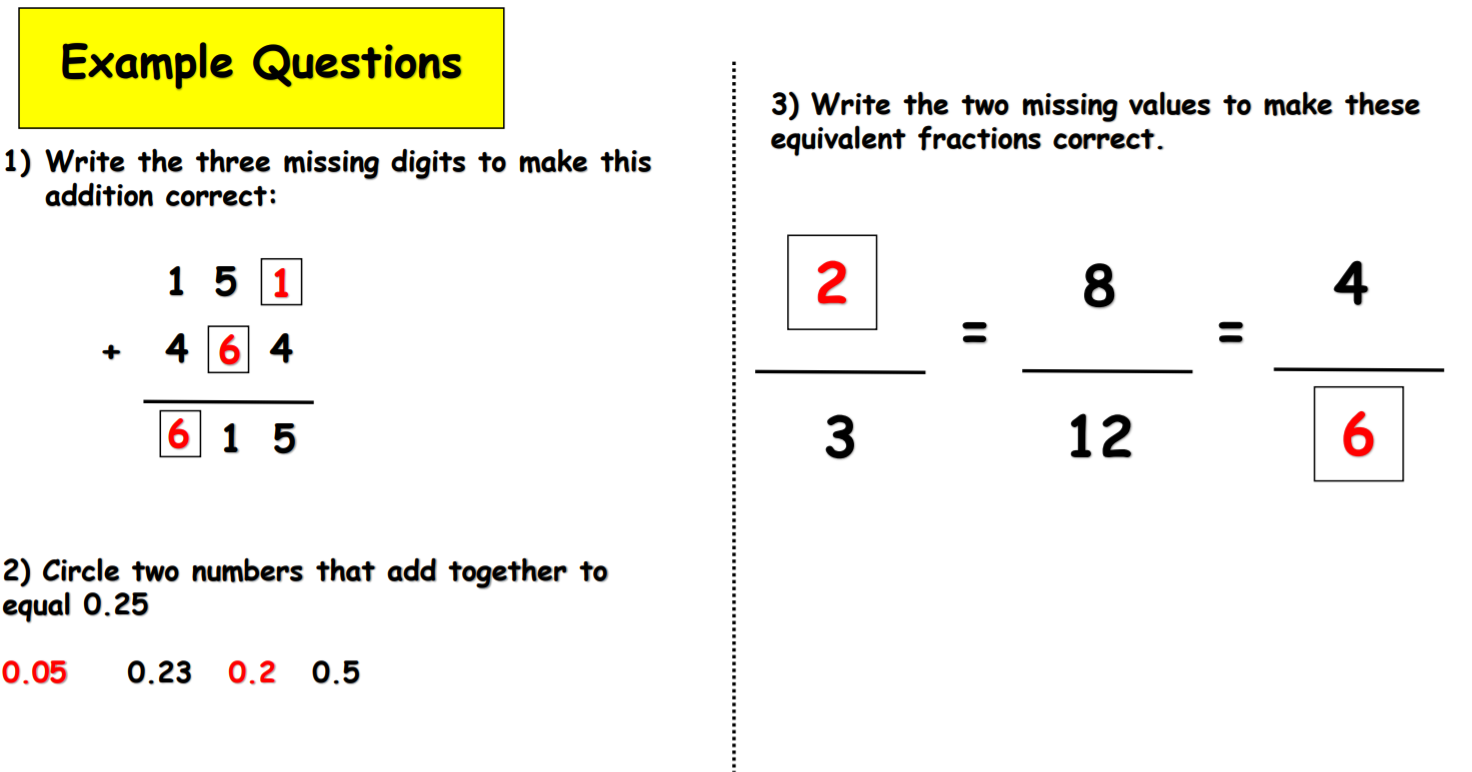 Example Questions
1) Write the three missing digits to make this
addition correct:
1 5 1
+ 4 6 4
6 1 5
2) Circle two numbers that add together to
equal 0.25
0.05 0.23 0.2 0.5
3) Write the two missing values to make these
equivalent fractions correct.
2 8 4
= =
3 12 6